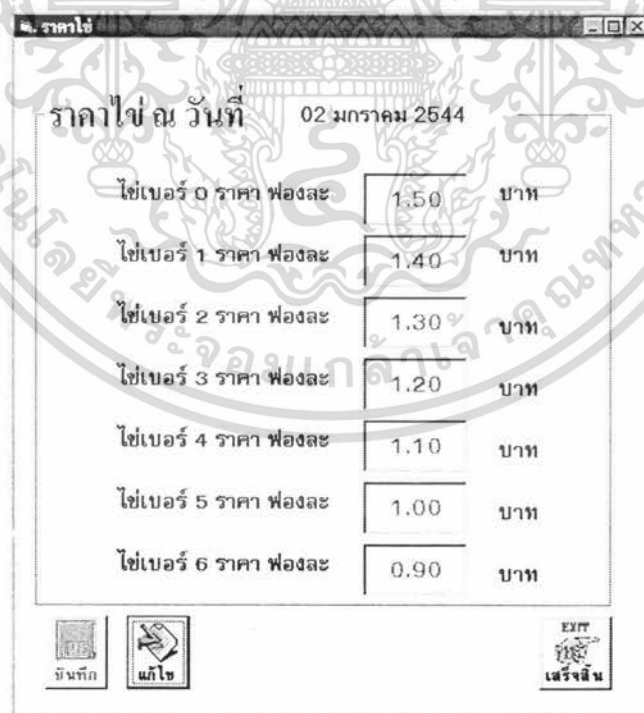 ราคาไข่
ราคาไข่ ณ วันที่ 02 มกราคม 2544
ไข่เบอร์ 0 ราคา ฟองละ 1.50 บาท
ไข่เบอร์ 1 ราคา ฟองละ 1.40 บาท
ไข่เบอร์ 2 ราคา ฟองละ 1.30 บาท
ไข่เบอร์ 3 ราคา ฟองละ 1.20 บาท
ไข่เบอร์ 4 ราคา ฟองละ 1.10 บาท
ไข่เบอร์ 5 ราคา ฟองละ 1.00 บาท
ไข่เบอร์ 6 ราคา ฟองละ 0.90 บาท
บันทึก แก้ไข EXIT เสร็จสิ้น